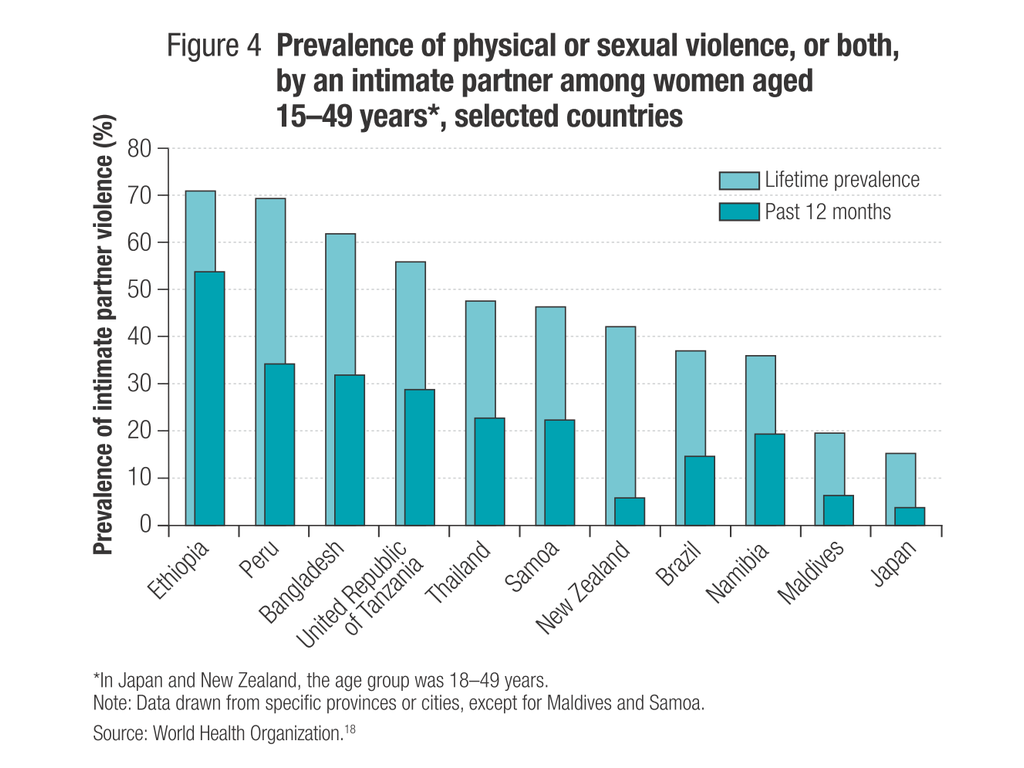 Figure 4 Prevalence of physical or sexual violence, or both,
by an intimate partner among women aged
15–49 years*, selected countries
Prevalence of intimate partner violence (%)
80
70
60
50
40
30
20
10
0
Lifetime prevalence
Past 12 months
Ethiopia
Peru
Bangladesh
United Republic
of Tanzania
Thailand
Samoa
New Zealand
Brazil
Namibia
Maldives
Japan
*In Japan and New Zealand, the age group was 18–49 years.
Note: Data drawn from specific provinces or cities, except for Maldives and Samoa.
Source: World Health Organization.¹⁸